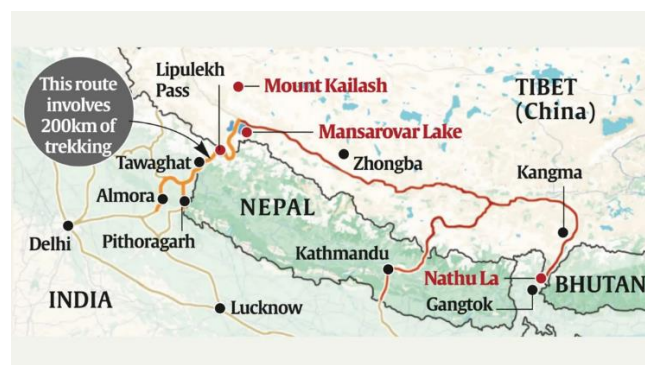 This route
involves
200km of
trekking
Lipulekh
Pass
Mount Kailash
TIBET
(China)
Mansarovar Lake
Tawaghat
Zhongba
Kangma
Almora
NEPAL
Delhi
Pithoragarh
Kathmandu
Nathu La
BHUTAN
INDIA
Lucknow
Gangtok